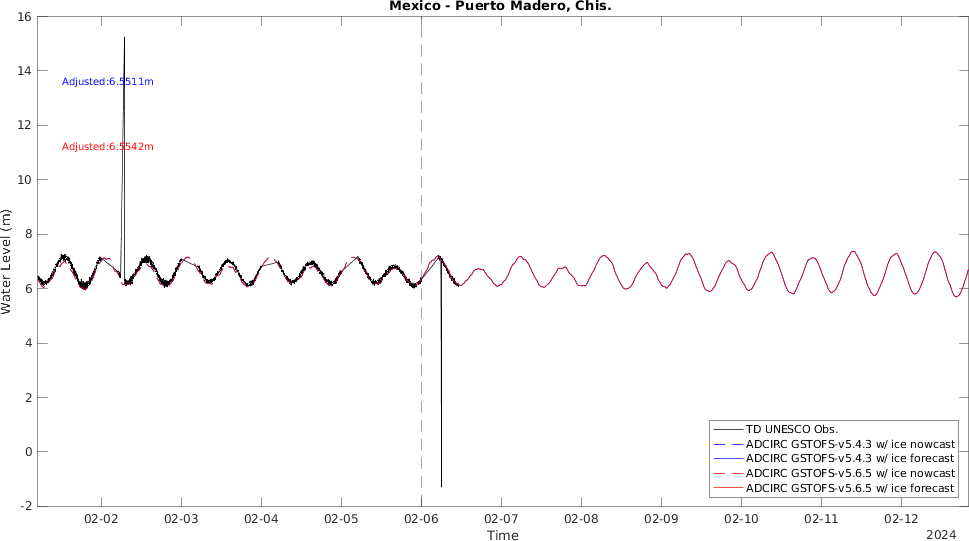 Mexico - Puerto Madero, Chis.
16
14
12
10
8
6
4
2
0
-2
Water Level (m)
Adjusted:6.5511m
Adjusted:6.5542m
TD UNESCO Obs.
ADCIRC GSTOFS-v5.4.3 w/ ice nowcast
ADCIRC GSTOFS-v5.4.3 w/ ice forecast
ADCIRC GSTOFS-v5.6.5 w/ ice nowcast
ADCIRC GSTOFS-v5.6.5 w/ ice forecast
02-02 02-03 02-04 02-05 02-06 02-07 02-08 02-09 02-10 02-11 02-12
Time
2024